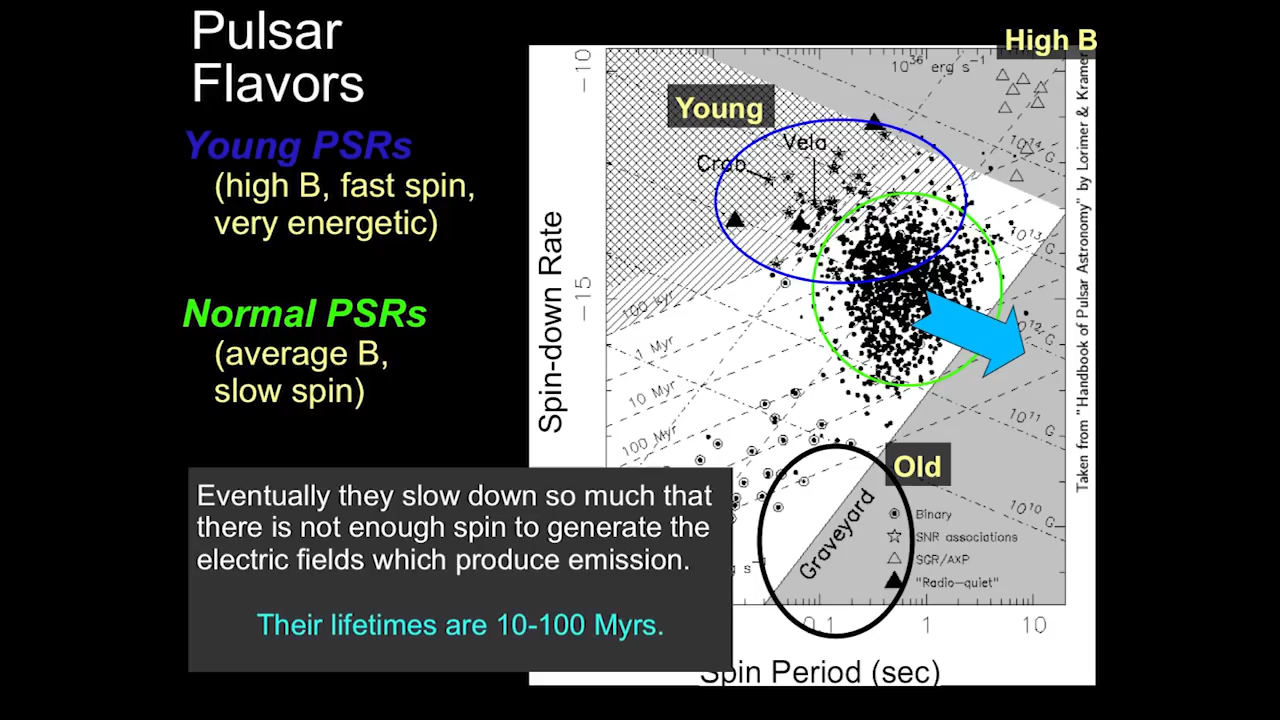 Pulsar
Flavors
Young PSRs
(high B, fast spin,
very energetic)
Normal PSRs
(average B,
slow spin)
Eventually they slow down so much that
there is not enough spin to generate the
electric fields which produce emission.
Their lifetimes are 10-100 Myrs.
High B
Young
Old
10³⁶ erg s⁻¹
Vela
Crab
10¹⁴ G
10¹³ G
10¹² G
10¹¹ G
10¹⁰ G
100 kyr
1 Myr
10 Myr
100 Myr
g s⁻¹
Graveyard
Binary
SNR associations
SGR/AXP
"Radio-quiet"
−10
−15
Spin-down Rate
0.1
1
10
Spin Period (sec)
Taken from "Handbook of Pulsar Astronomy" by Lorimer & Kramer